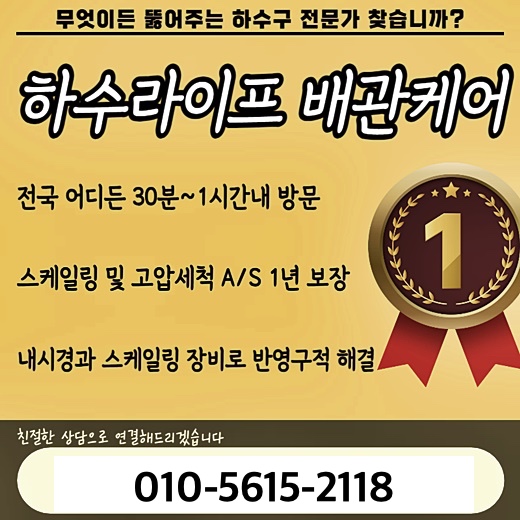 무엇이든 뚫어주는 하수구 전문가 찾습니까?
하수라이프 배관케어
전국 어디든 30분~1시간내 방문
1
스케일링 및 고압세척 A/S 1년 보장
내시경과 스케일링 장비로 반영구적 해결
친절한 상담으로 연결해드리겠습니다
010-5615-2118